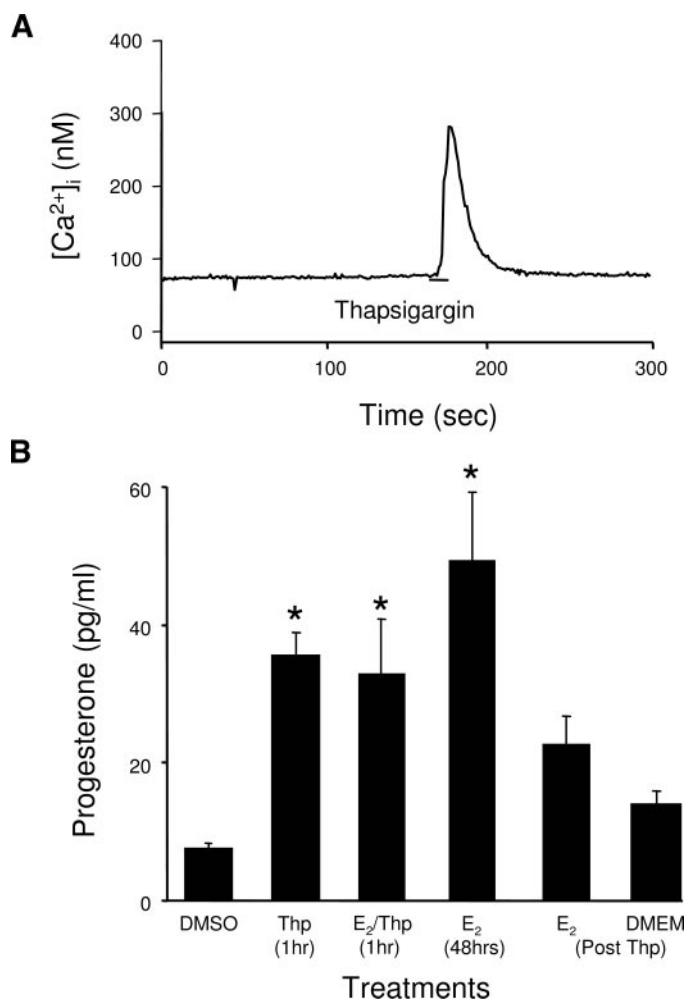 A
400
300
200
100
0
[Ca²⁺]ᵢ (nM)
Thapsigargin
0 100 200 300
Time (sec)
B
60
40
20
0
Progesterone (pg/ml)
* * *
DMSO Thp E₂/Thp E₂ E₂ DMEM
(1hr) (1hr) (48hrs) (Post Thp)
Treatments